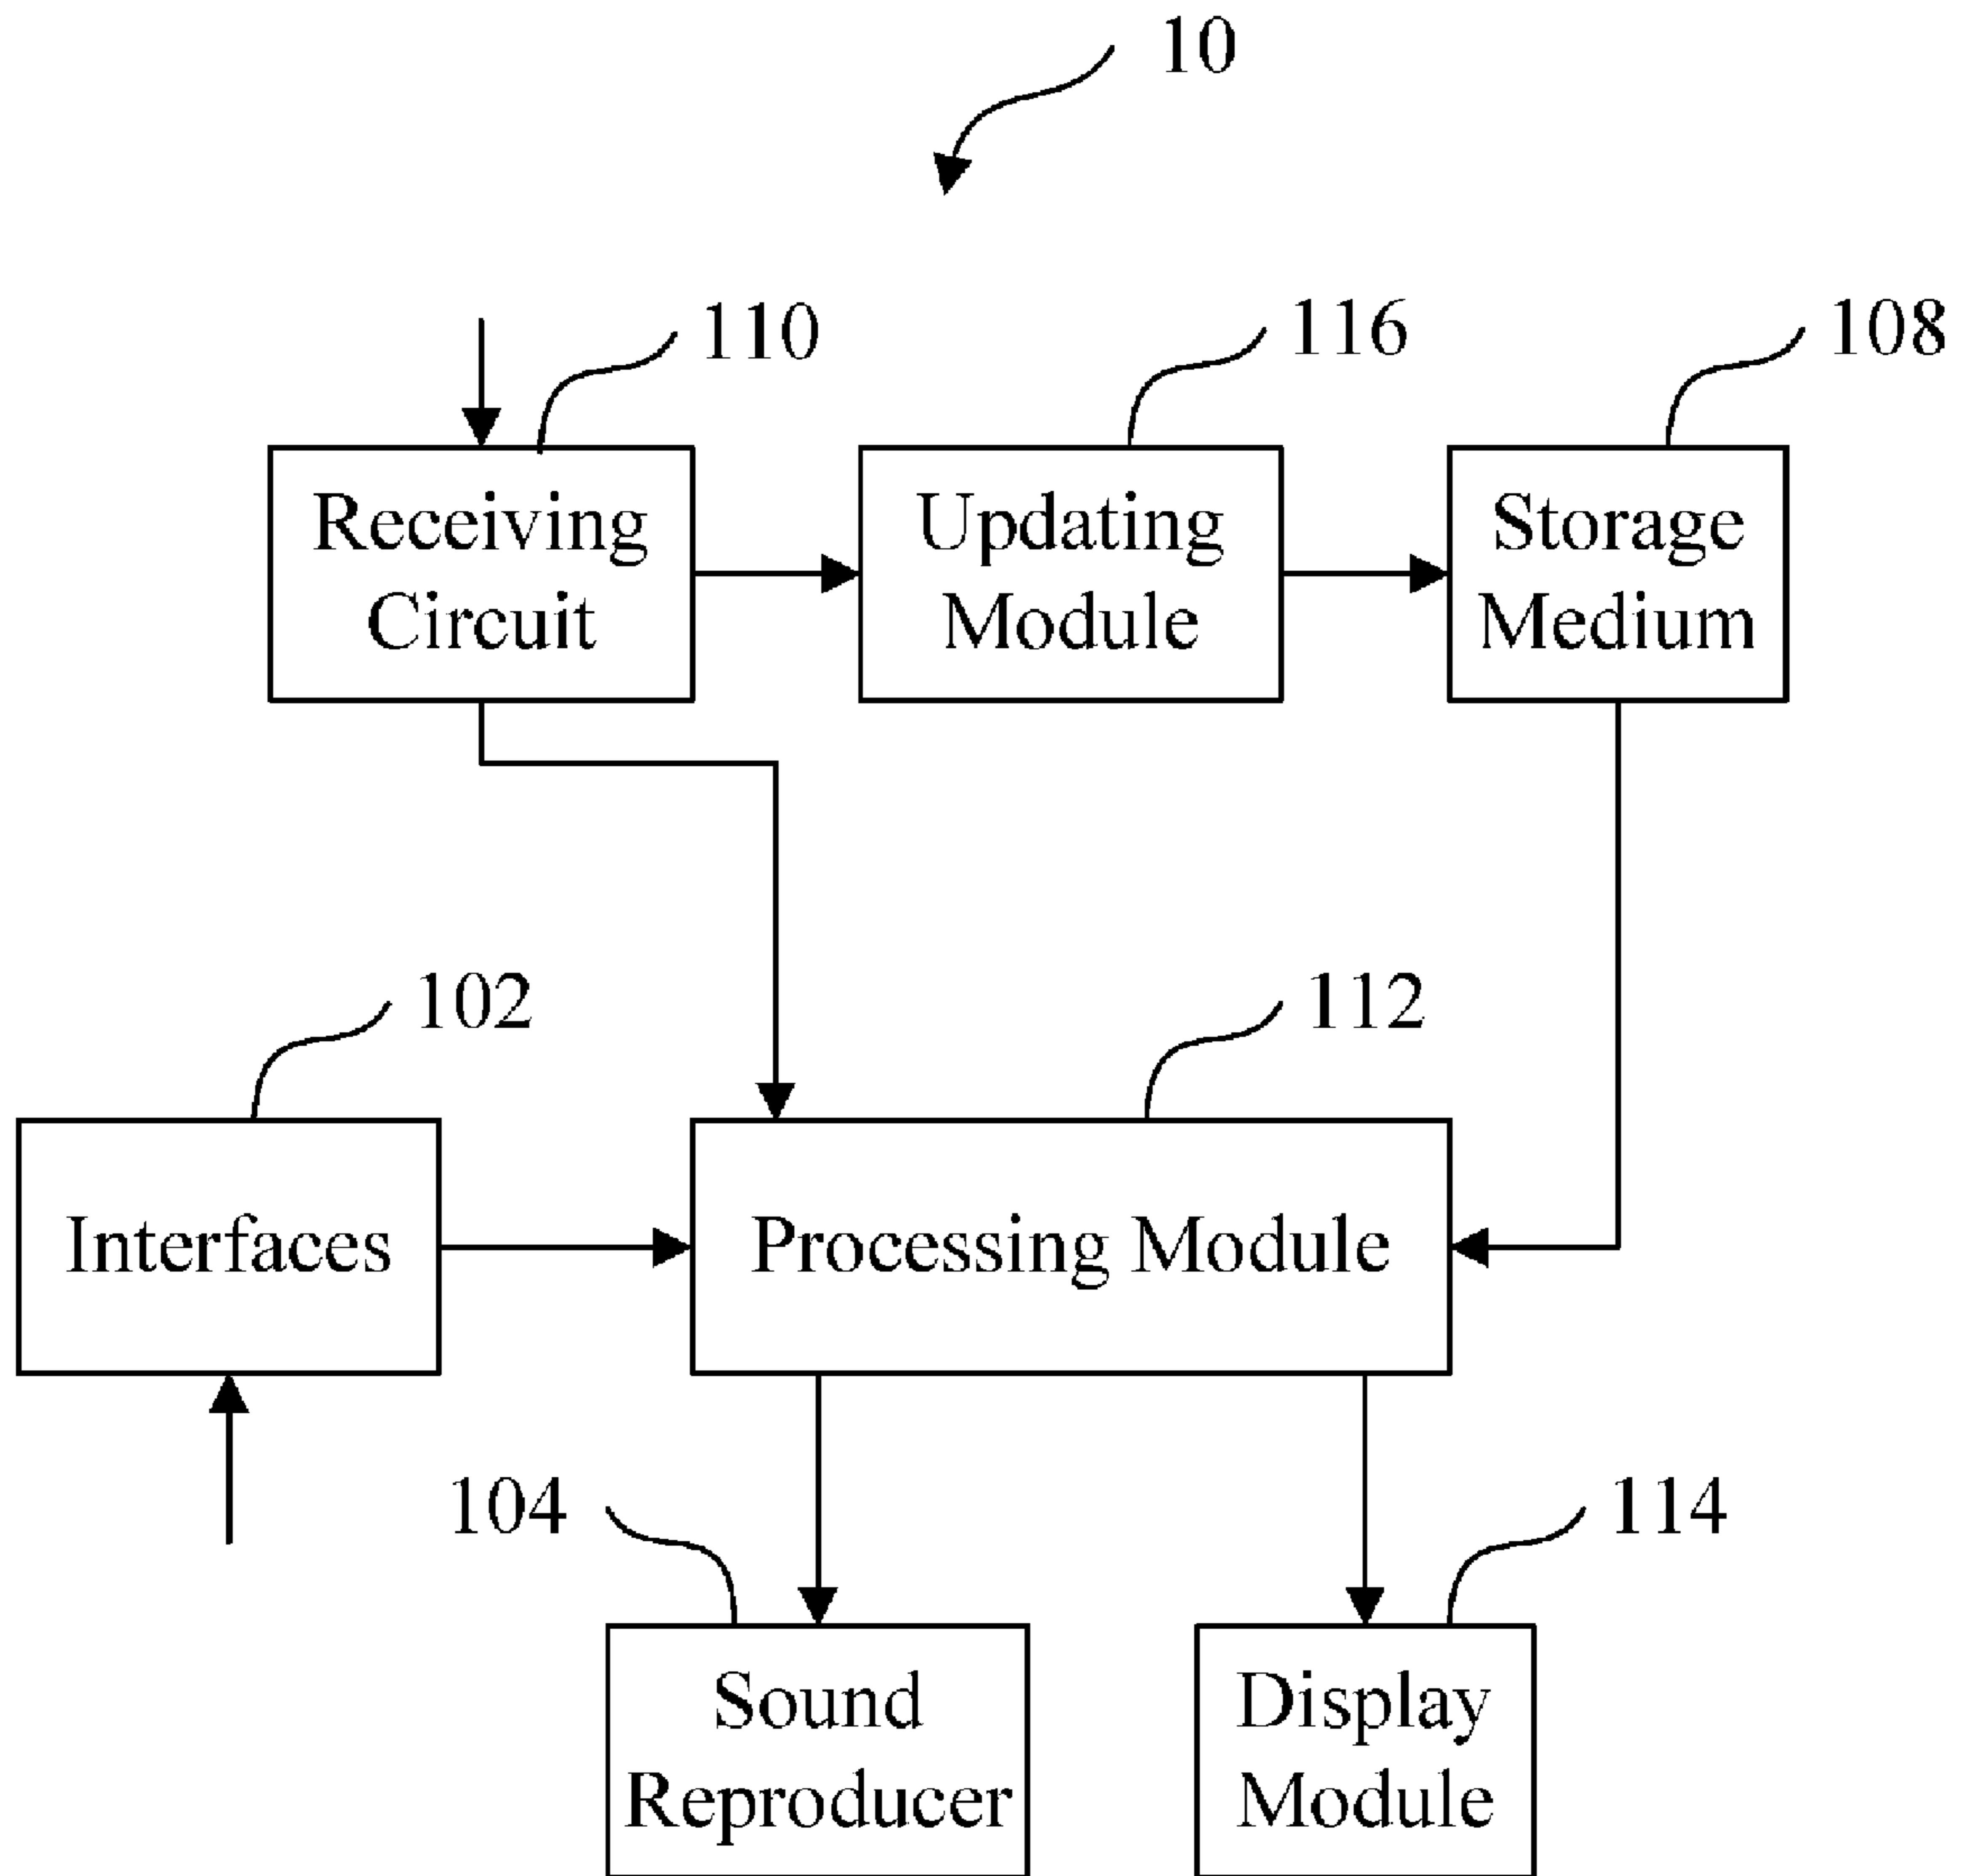 10
110
116
108
Receiving
Circuit
Updating
Module
Storage
Medium
102
112
Interfaces
Processing Module
104
114
Sound
Reproducer
Display
Module